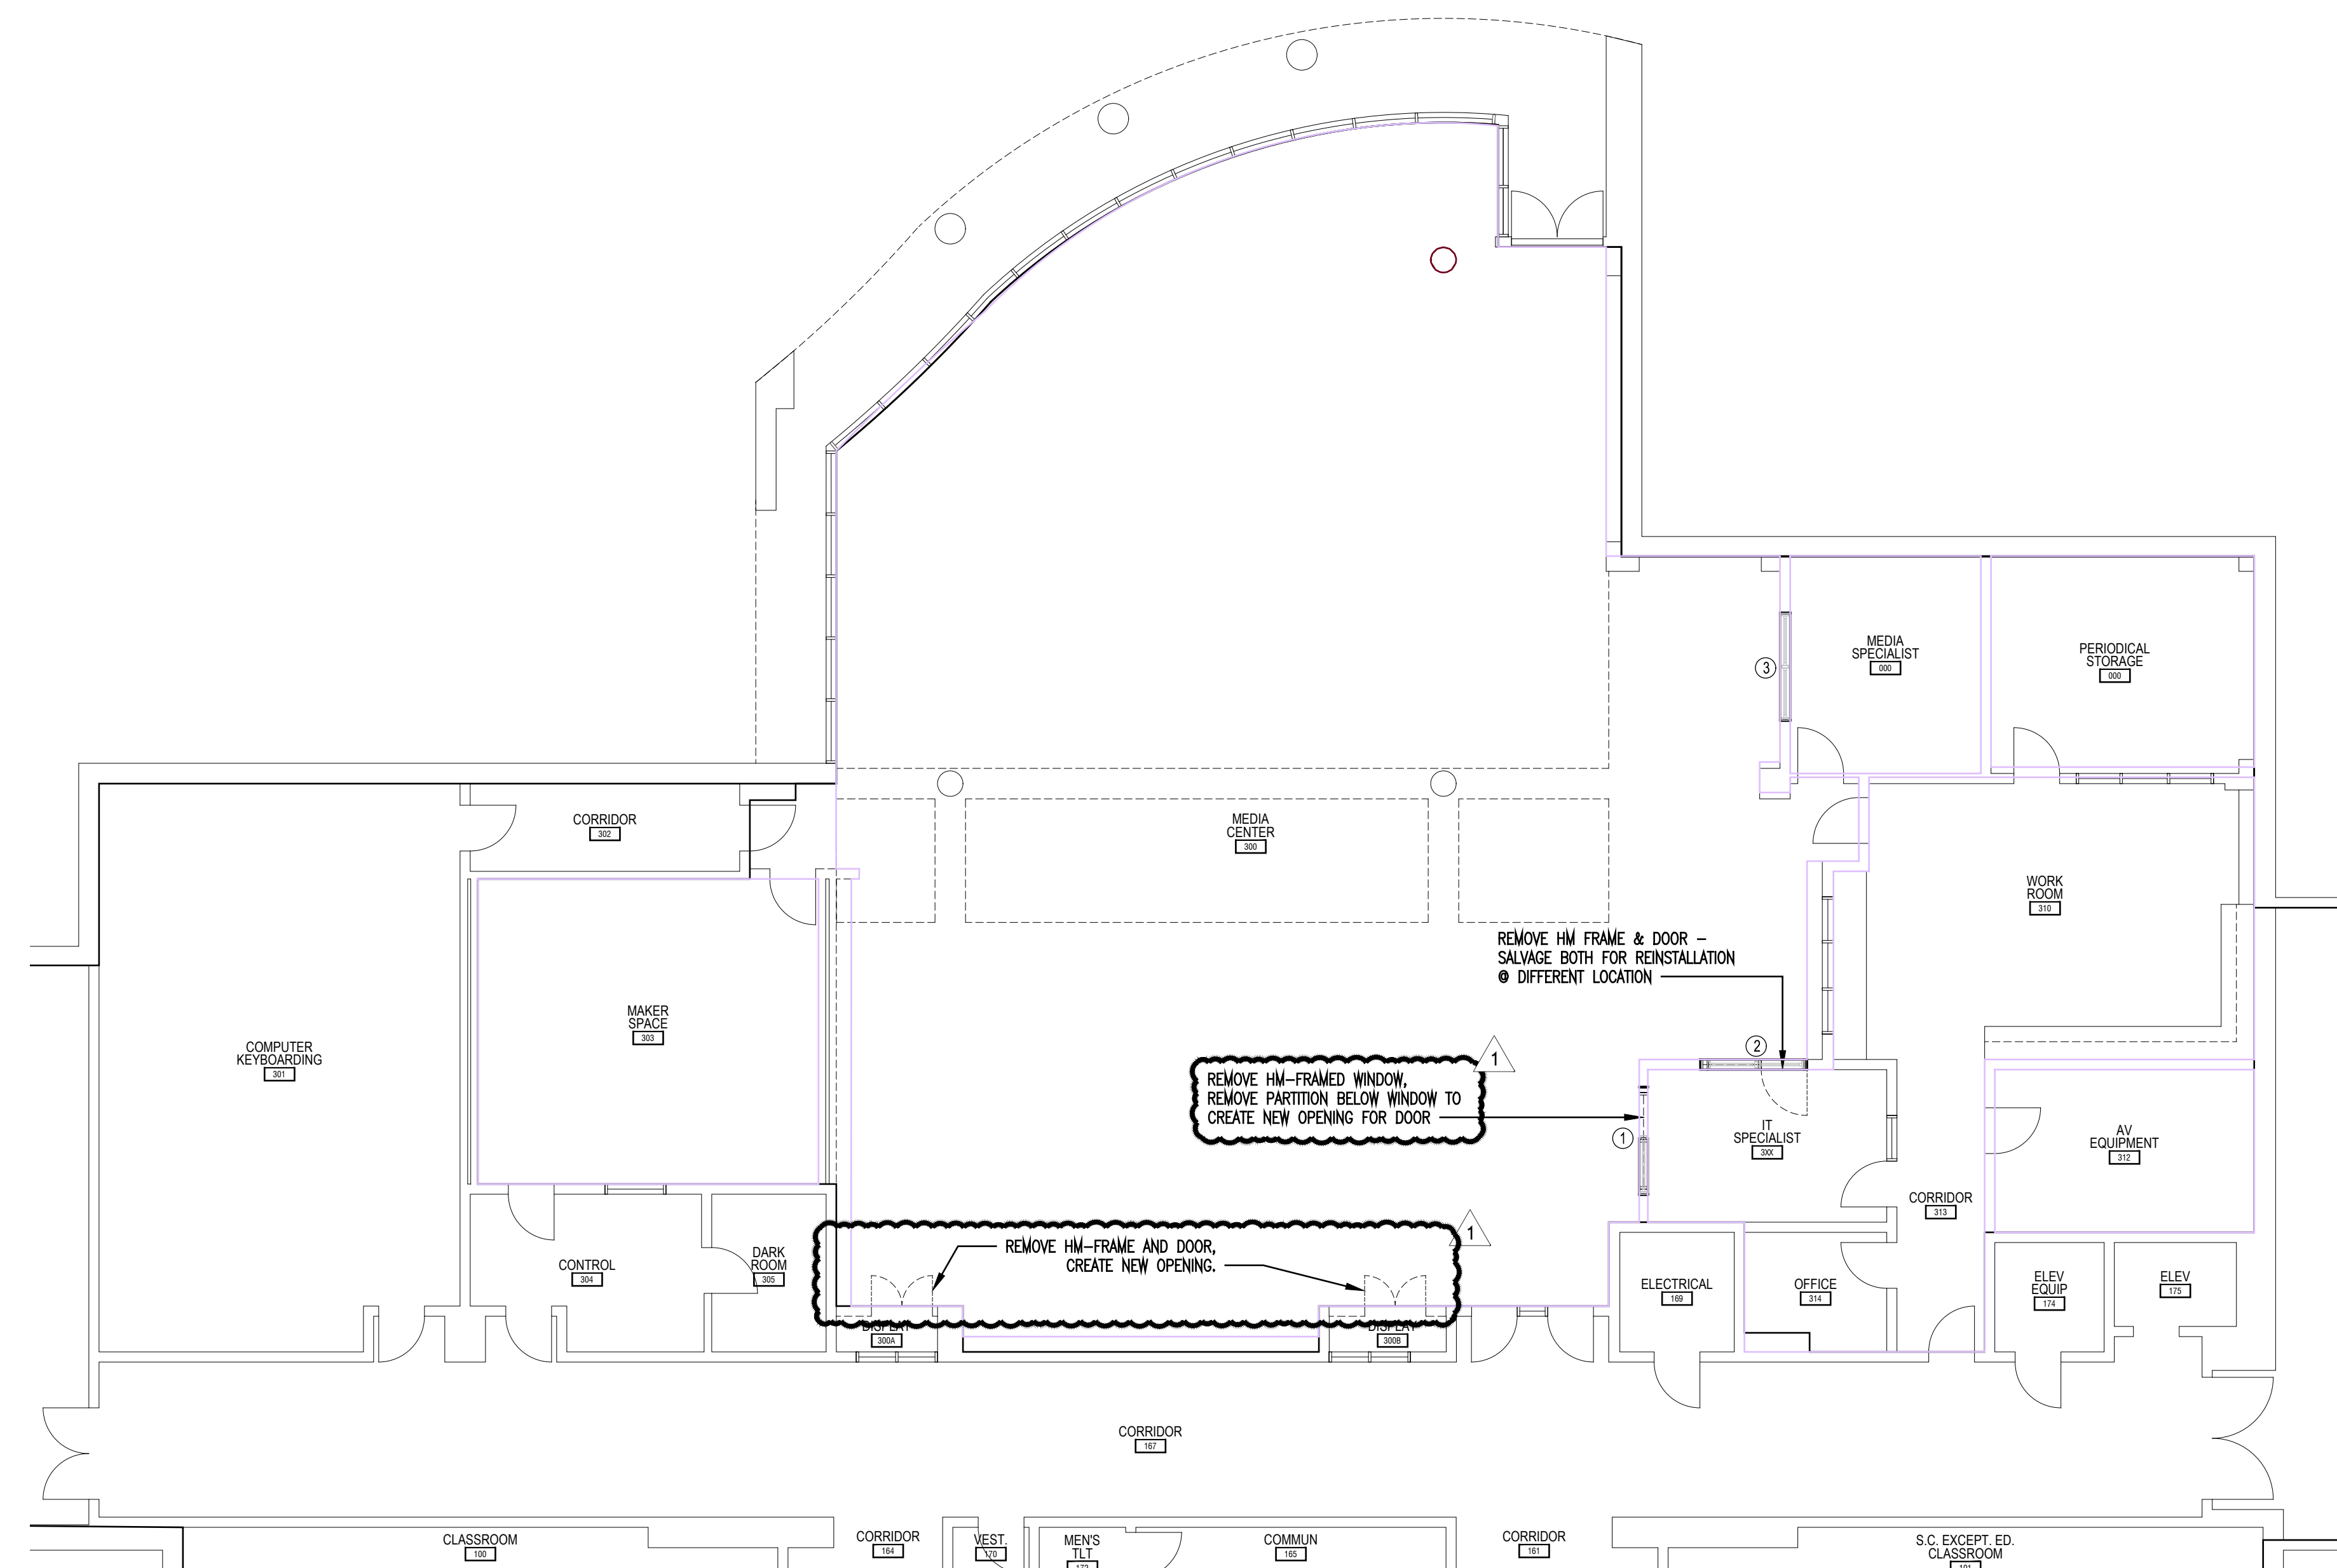 MEDIA
SPECIALIST
000
PERIODICAL
STORAGE
000
3
CORRIDOR
302
MEDIA
CENTER
300
WORK
ROOM
310
REMOVE HM FRAME & DOOR –
SALVAGE BOTH FOR REINSTALLATION
@ DIFFERENT LOCATION
MAKER
SPACE
303
COMPUTER
KEYBOARDING
301
2
1
REMOVE HM–FRAMED WINDOW,
REMOVE PARTITION BELOW WINDOW TO
CREATE NEW OPENING FOR DOOR
1
IT
SPECIALIST
3XX
AV
EQUIPMENT
312
CORRIDOR
313
1
REMOVE HM–FRAME AND DOOR,
CREATE NEW OPENING.
CONTROL
304
DARK
ROOM
305
ELECTRICAL
169
OFFICE
314
ELEV
EQUIP
174
ELEV
175
DISPLAY
300A
DISPLAY
300B
CORRIDOR
167
CLASSROOM
100
CORRIDOR
164
VEST.
170
MEN'S
TLT
172
COMMUN
165
CORRIDOR
161
S.C. EXCEPT. ED.
CLASSROOM
101